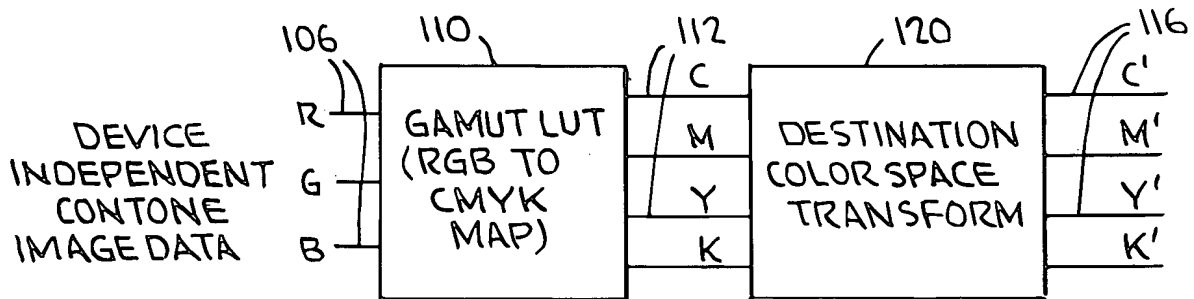 106
110
112
120
116
DEVICE
INDEPENDENT
CONTONE
IMAGE DATA
R
G
B
GAMUT LUT
(RGB TO
CMYK
MAP)
C
M
Y
K
DESTINATION
COLOR SPACE
TRANSFORM
C'
M'
Y'
K'